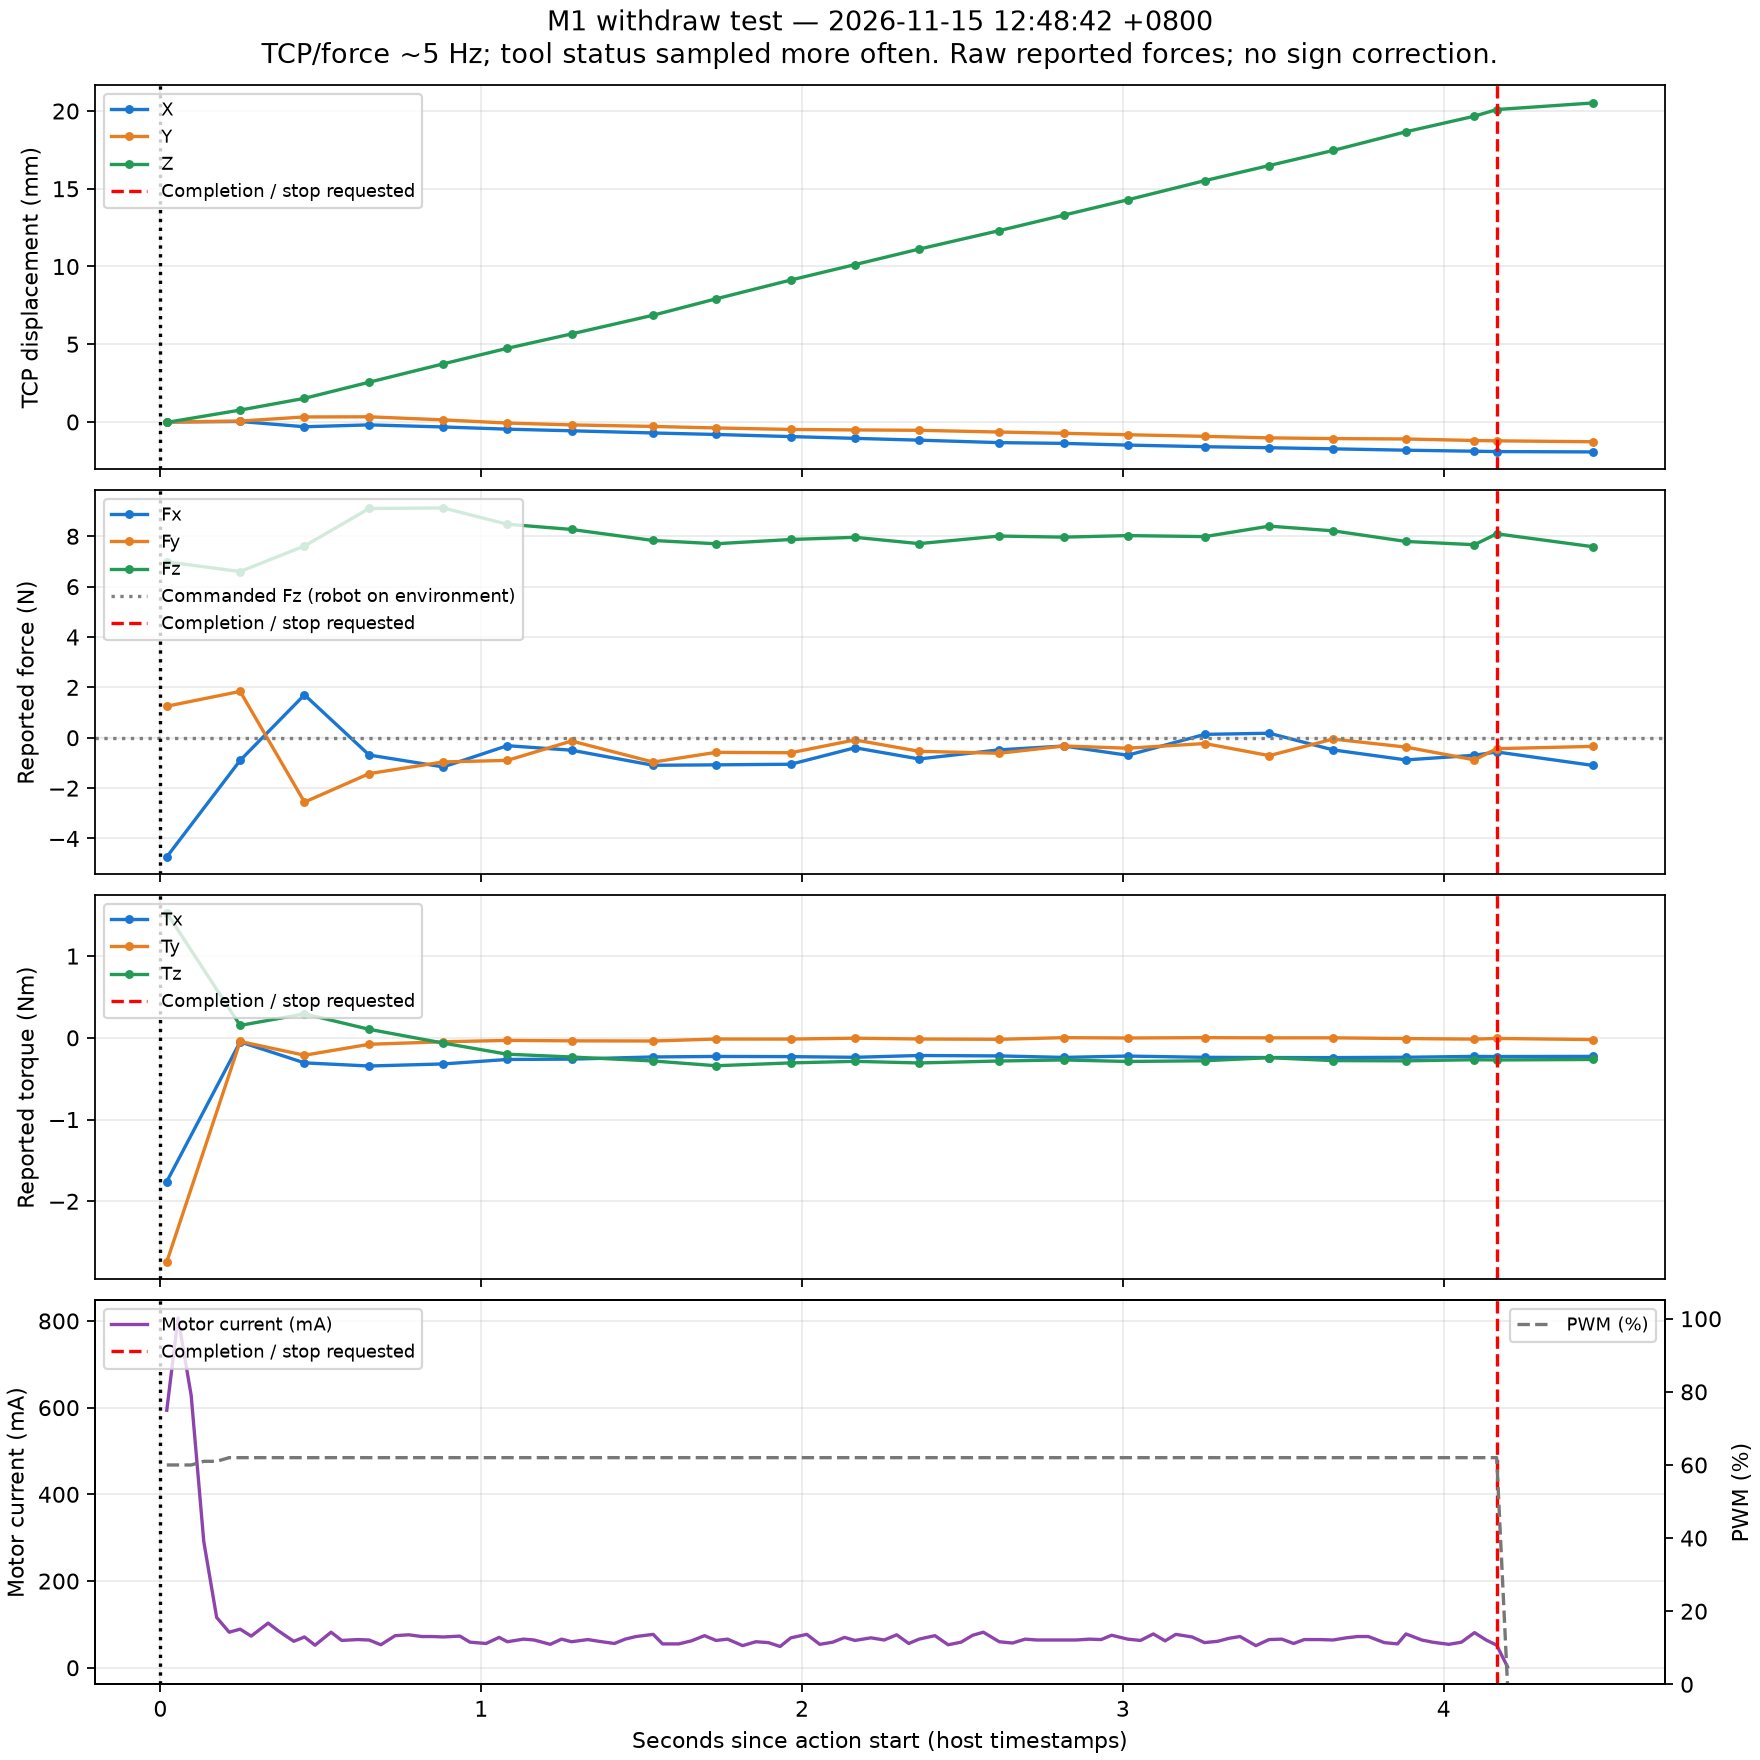 M1 withdraw test — 2026-11-15 12:48:42 +0800
TCP/force ~5 Hz; tool status sampled more often. Raw reported forces; no sign correction.
TCP displacement (mm)
20
15
10
5
0
X
Y
Z
Completion / stop requested
Reported force (N)
8
6
4
2
0
−2
−4
Fx
Fy
Fz
Commanded Fz (robot on environment)
Completion / stop requested
Reported torque (Nm)
1
0
−1
−2
Tx
Ty
Tz
Completion / stop requested
Motor current (mA)
800
600
400
200
0
Motor current (mA)
Completion / stop requested
PWM (%)
100
80
60
40
20
0
PWM (%)
0 1 2 3 4
Seconds since action start (host timestamps)